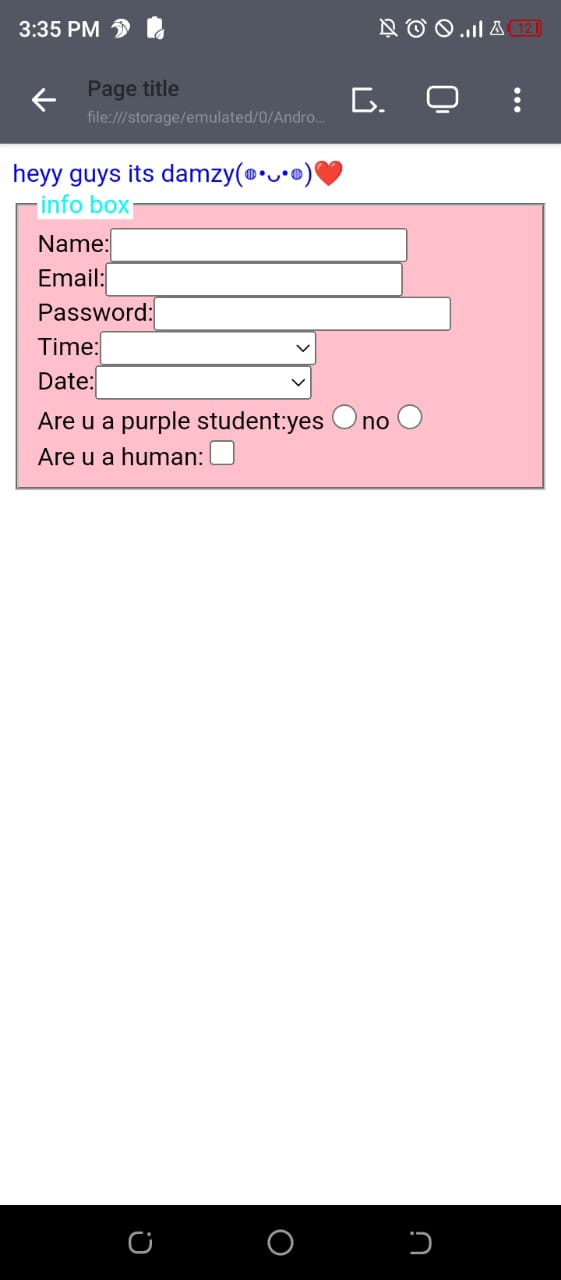 3:35 PM
12
Page title
file:///storage/emulated/0/Andro...
heyy guys its damzy(◍•ᴗ•◍)❤️
info box
Name:
Email:
Password:
Time:
Date:
Are u a purple student:yes no
Are u a human: